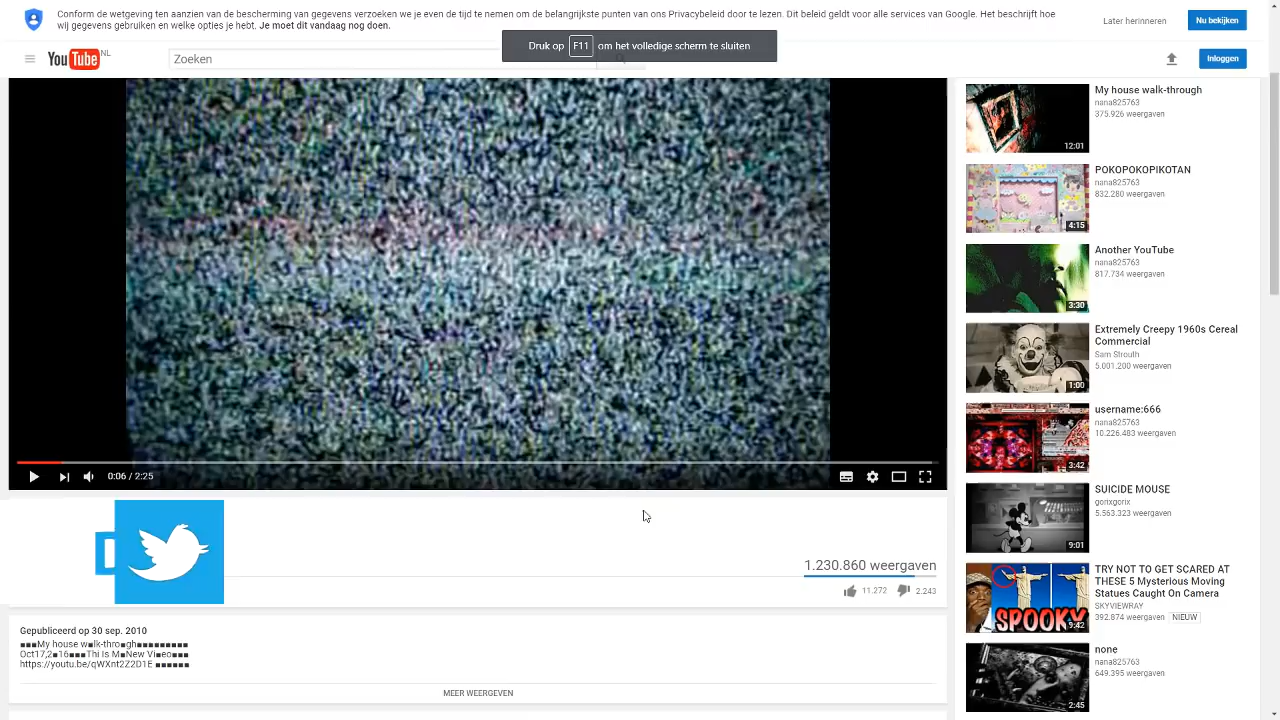 Conform de wetgeving ten aanzien van de bescherming van gegevens verzoeken we je even de tijd te nemen om de belangrijkste punten van ons Privacybeleid door te lezen. Dit beleid geldt voor alle services van Google. Het beschrijft hoe
wij gegevens gebruiken en welke opties je hebt. Je moet dit vandaag nog doen.
Later herinneren
Nu bekijken
Druk op F11 om het volledige scherm te sluiten
YouTube NL
Zoeken
Inloggen
My house walk-through
nana825763
375.926 weergaven
12:01
POKOPOKOPIKOTAN
nana825763
832.280 weergaven
4:15
Another YouTube
nana825763
817.734 weergaven
3:30
Extremely Creepy 1960s Cereal
Commercial
Sam Strouth
5.001.200 weergaven
1:00
username:666
nana825763
10.226.483 weergaven
3:42
SUICIDE MOUSE
gorixgorix
5.563.323 weergaven
9:01
TRY NOT TO GET SCARED AT
THESE 5 Mysterious Moving
Statues Caught On Camera
SKYVIEWRAY
392.874 weergaven NIEUW
SPOOKY
9:42
none
nana825763
649.395 weergaven
2:45
0:06 / 2:25
1.230.860 weergaven
11.272
2.243
Gepubliceerd op 30 sep. 2010
■■■My house w■lk-thro■gh■■■■■■■■■
Oct17,2■16■■■Thi Is M■New Vi■eo■■■
https://youtu.be/qWXnt2Z2D1E ■■■■■■
MEER WEERGEVEN